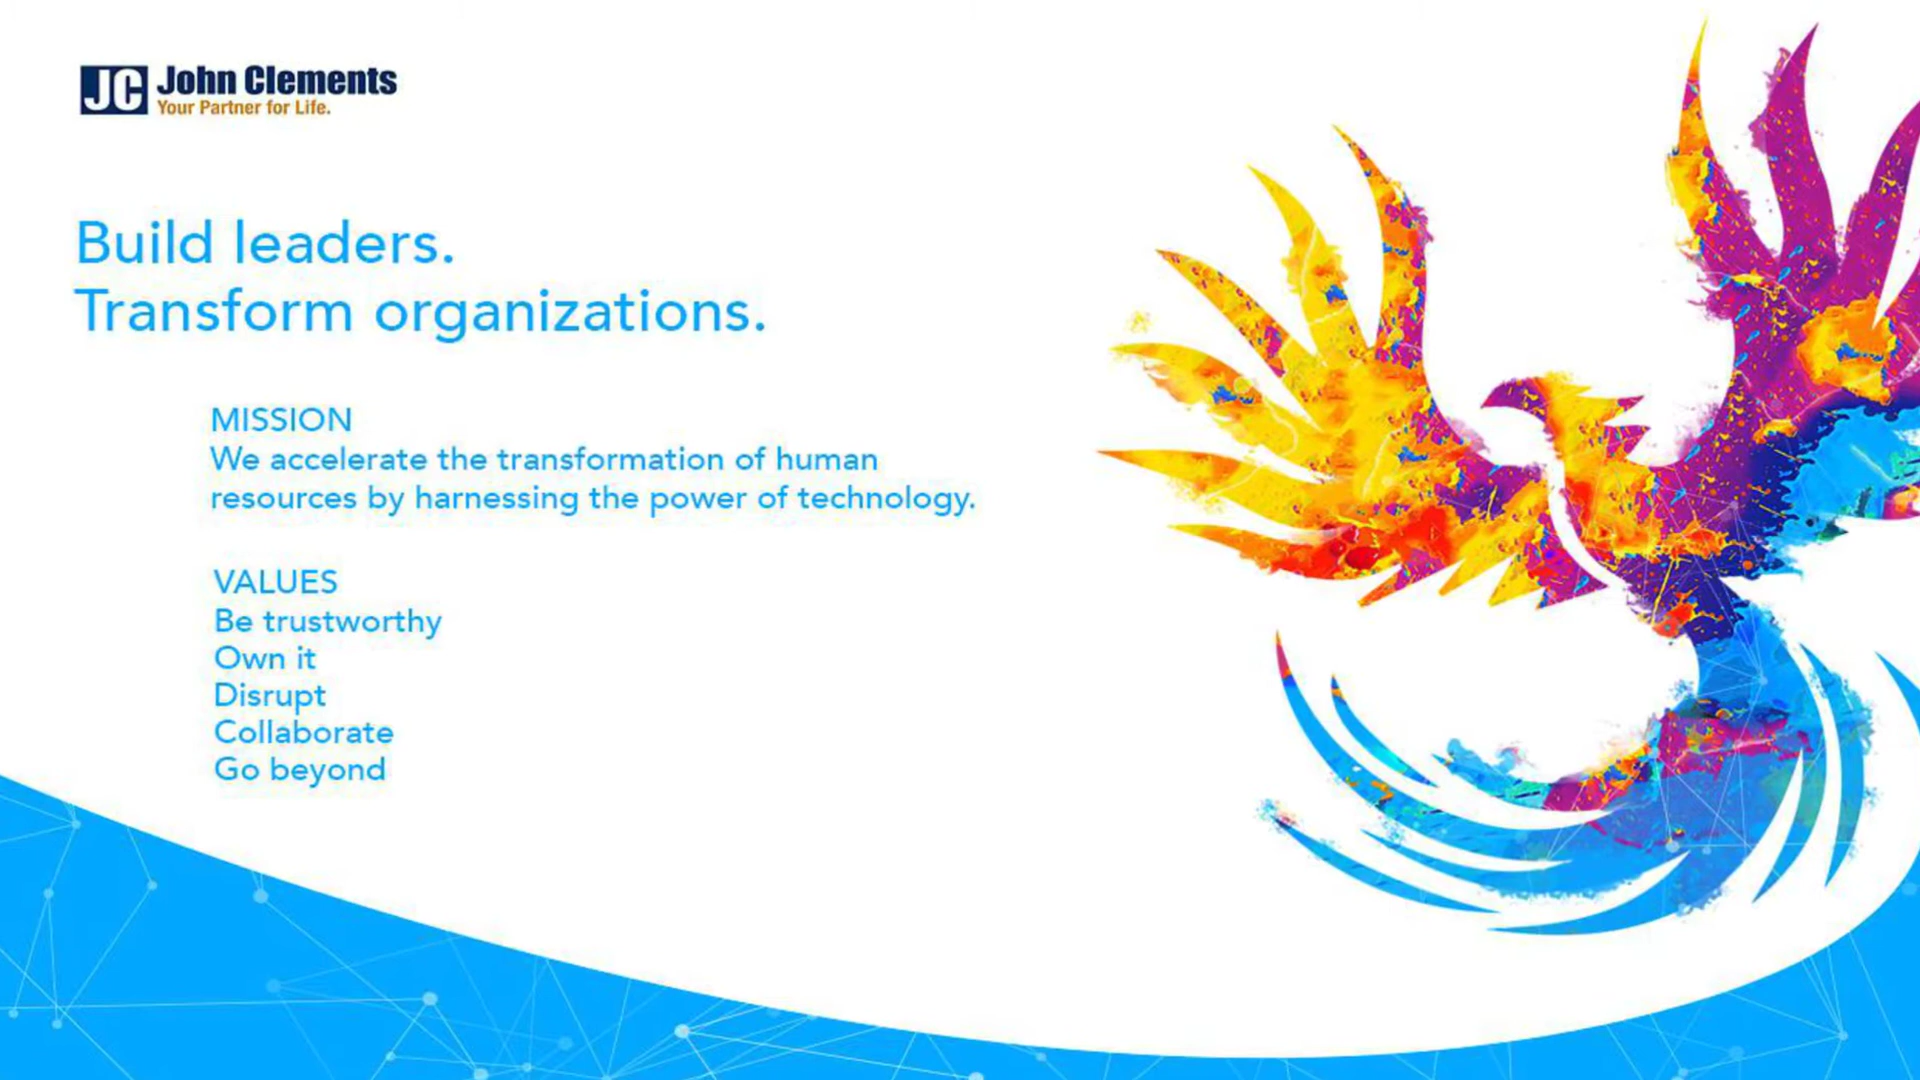 JC John Clements
Your Partner for Life.
Build leaders.
Transform organizations.
MISSION
We accelerate the transformation of human
resources by harnessing the power of technology.
VALUES
Be trustworthy
Own it
Disrupt
Collaborate
Go beyond